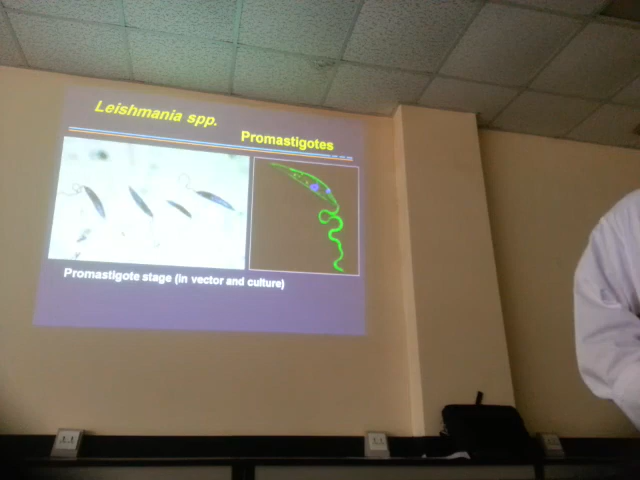 Leishmania spp.
Promastigotes
Promastigote stage (in vector and culture)